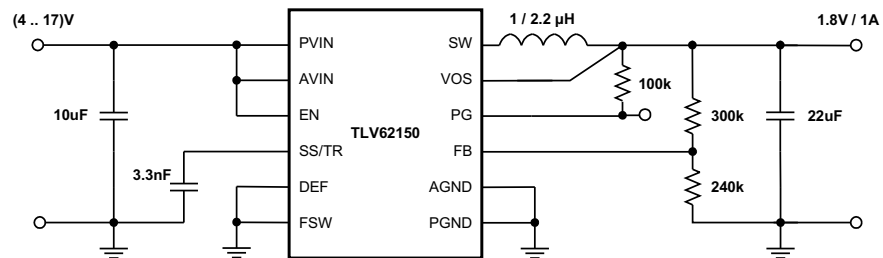 (4 .. 17)V
1 / 2.2 µH
1.8V / 1A
PVIN
SW
AVIN
VOS
100k
10uF
EN
PG
300k
22uF
TLV62150
SS/TR
FB
3.3nF
DEF
AGND
240k
FSW
PGND